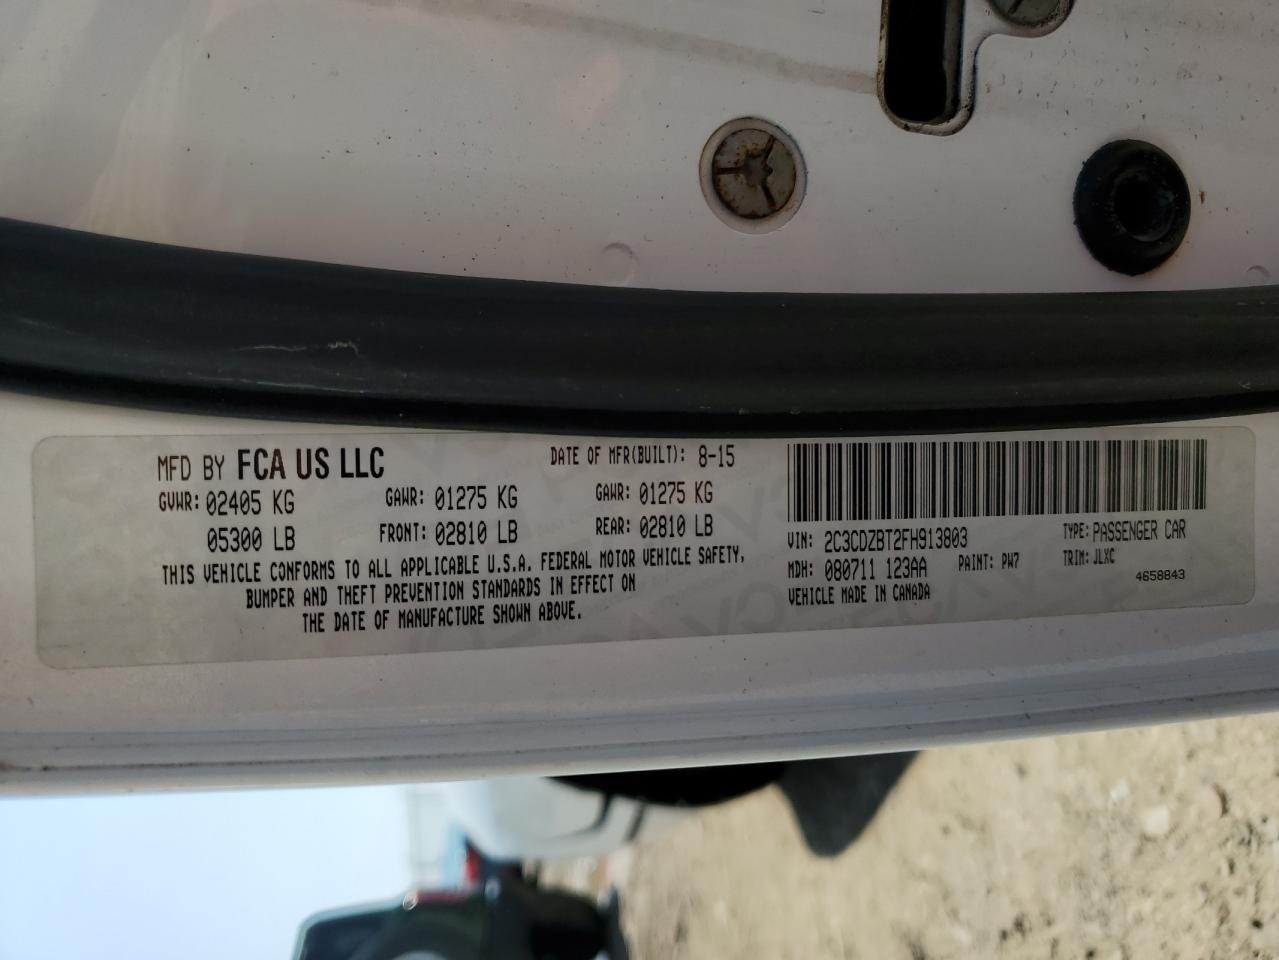 MFD BY FCA US LLC DATE OF MFR(BUILT): 8-15
GVWR: 02405 KG GAWR: 01275 KG GAWR: 01275 KG
05300 LB FRONT: 02810 LB REAR: 02810 LB
THIS VEHICLE CONFORMS TO ALL APPLICABLE U.S.A. FEDERAL MOTOR VEHICLE SAFETY,
BUMPER AND THEFT PREVENTION STANDARDS IN EFFECT ON
THE DATE OF MANUFACTURE SHOWN ABOVE.
VIN: 2C3CDZBT2FH913803 TYPE: PASSENGER CAR
MDH: 080711 123AA PAINT: PW7 TRIM: JLXC
VEHICLE MADE IN CANADA 4658843